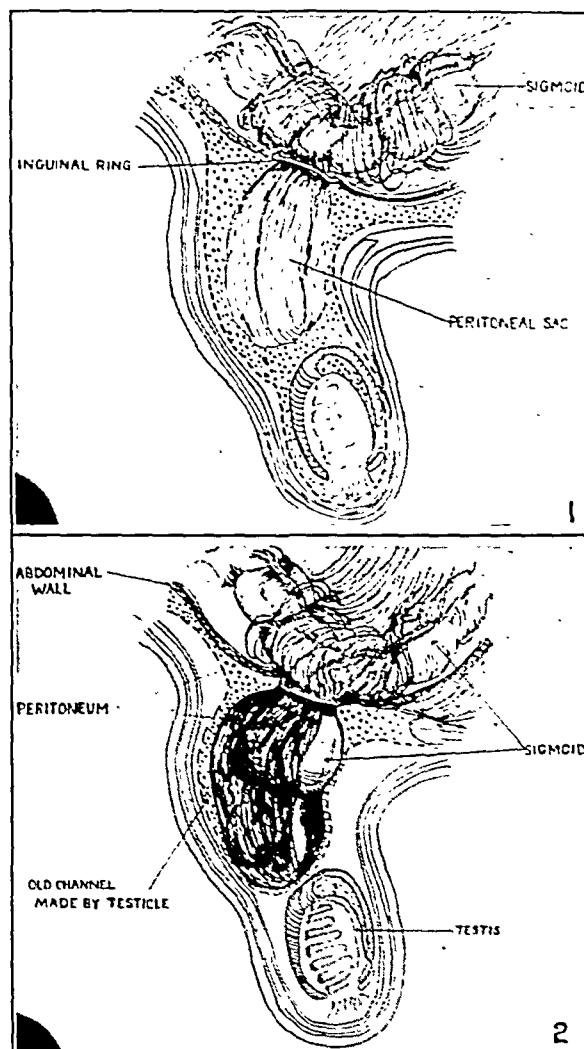 SIGMOID
INGUINAL RING
PERITONEAL SAC
1
ABDOMINAL
WALL
PERITONEUM
SIGMOID
OLD CHANNEL
MADE BY TESTICLE
TESTIS
2